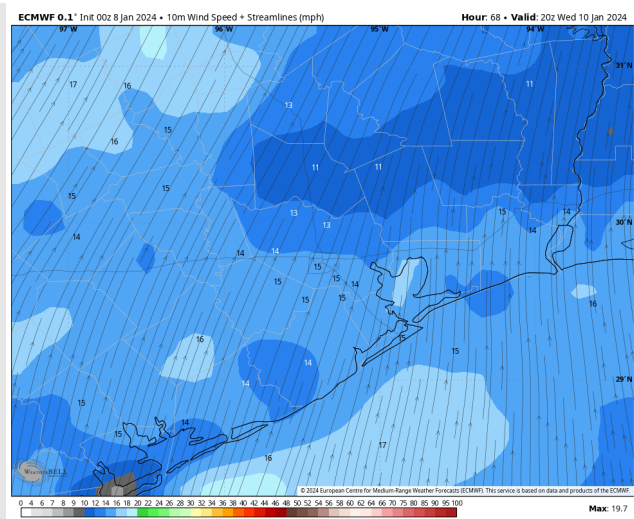 ECMWF 0.1° Init 00z 8 Jan 2024 • 10m Wind Speed + Streamlines (mph) Hour: 68 • Valid: 20z Wed 10 Jan 2024
97°W 96°W 95°W 94°W
31°N
17 16 11
13
16 15
11 11
15 15
13 15 14
30°N
13 14
14 14 14
15
15 15 14
15 15
16
16 15
15
14 29°N
14
15
14
15
17
16
WeatherBELL
© 2024 European Centre for Medium-Range Weather Forecasts (ECMWF). This service is based on data and products of the ECMWF.
4 6 7 8 9 10 12 14 16 18 20 22 24 26 28 30 32 34 36 38 40 42 44 46 48 50 52 54 56 58 60 62 64 66 70 75 80 85 90 95 100 Max: 19.7